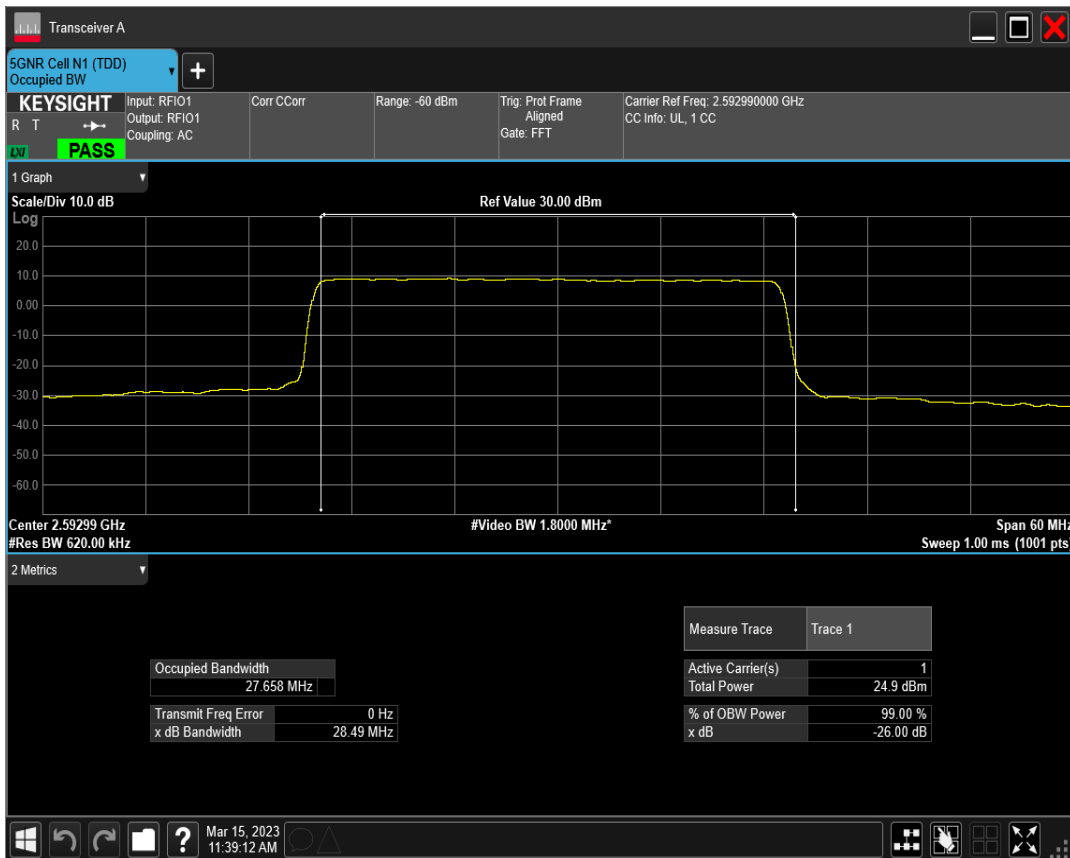 Transceiver A
5GNR Cell N1 (TDD)
Occupied BW
+
KEYSIGHT
R T
LXI
PASS
Input: RFIO1
Output: RFIO1
Coupling: AC
Corr CCorr
Range: -60 dBm
Trig: Prot Frame
Aligned
Gate: FFT
Carrier Ref Freq: 2.592990000 GHz
CC Info: UL, 1 CC
1 Graph
Scale/Div 10.0 dB
Ref Value 30.00 dBm
Log
20.0
10.0
0.00
-10.0
-20.0
-30.0
-40.0
-50.0
-60.0
Center 2.59299 GHz
#Video BW 1.8000 MHz*
Span 60 MHz
#Res BW 620.00 kHz
Sweep 1.00 ms (1001 pts)
2 Metrics
Measure Trace Trace 1
Occupied Bandwidth
27.658 MHz
Active Carrier(s) 1
Total Power 24.9 dBm
Transmit Freq Error 0 Hz
x dB Bandwidth 28.49 MHz
% of OBW Power 99.00 %
x dB -26.00 dB
?
Mar 15, 2023
11:39:12 AM